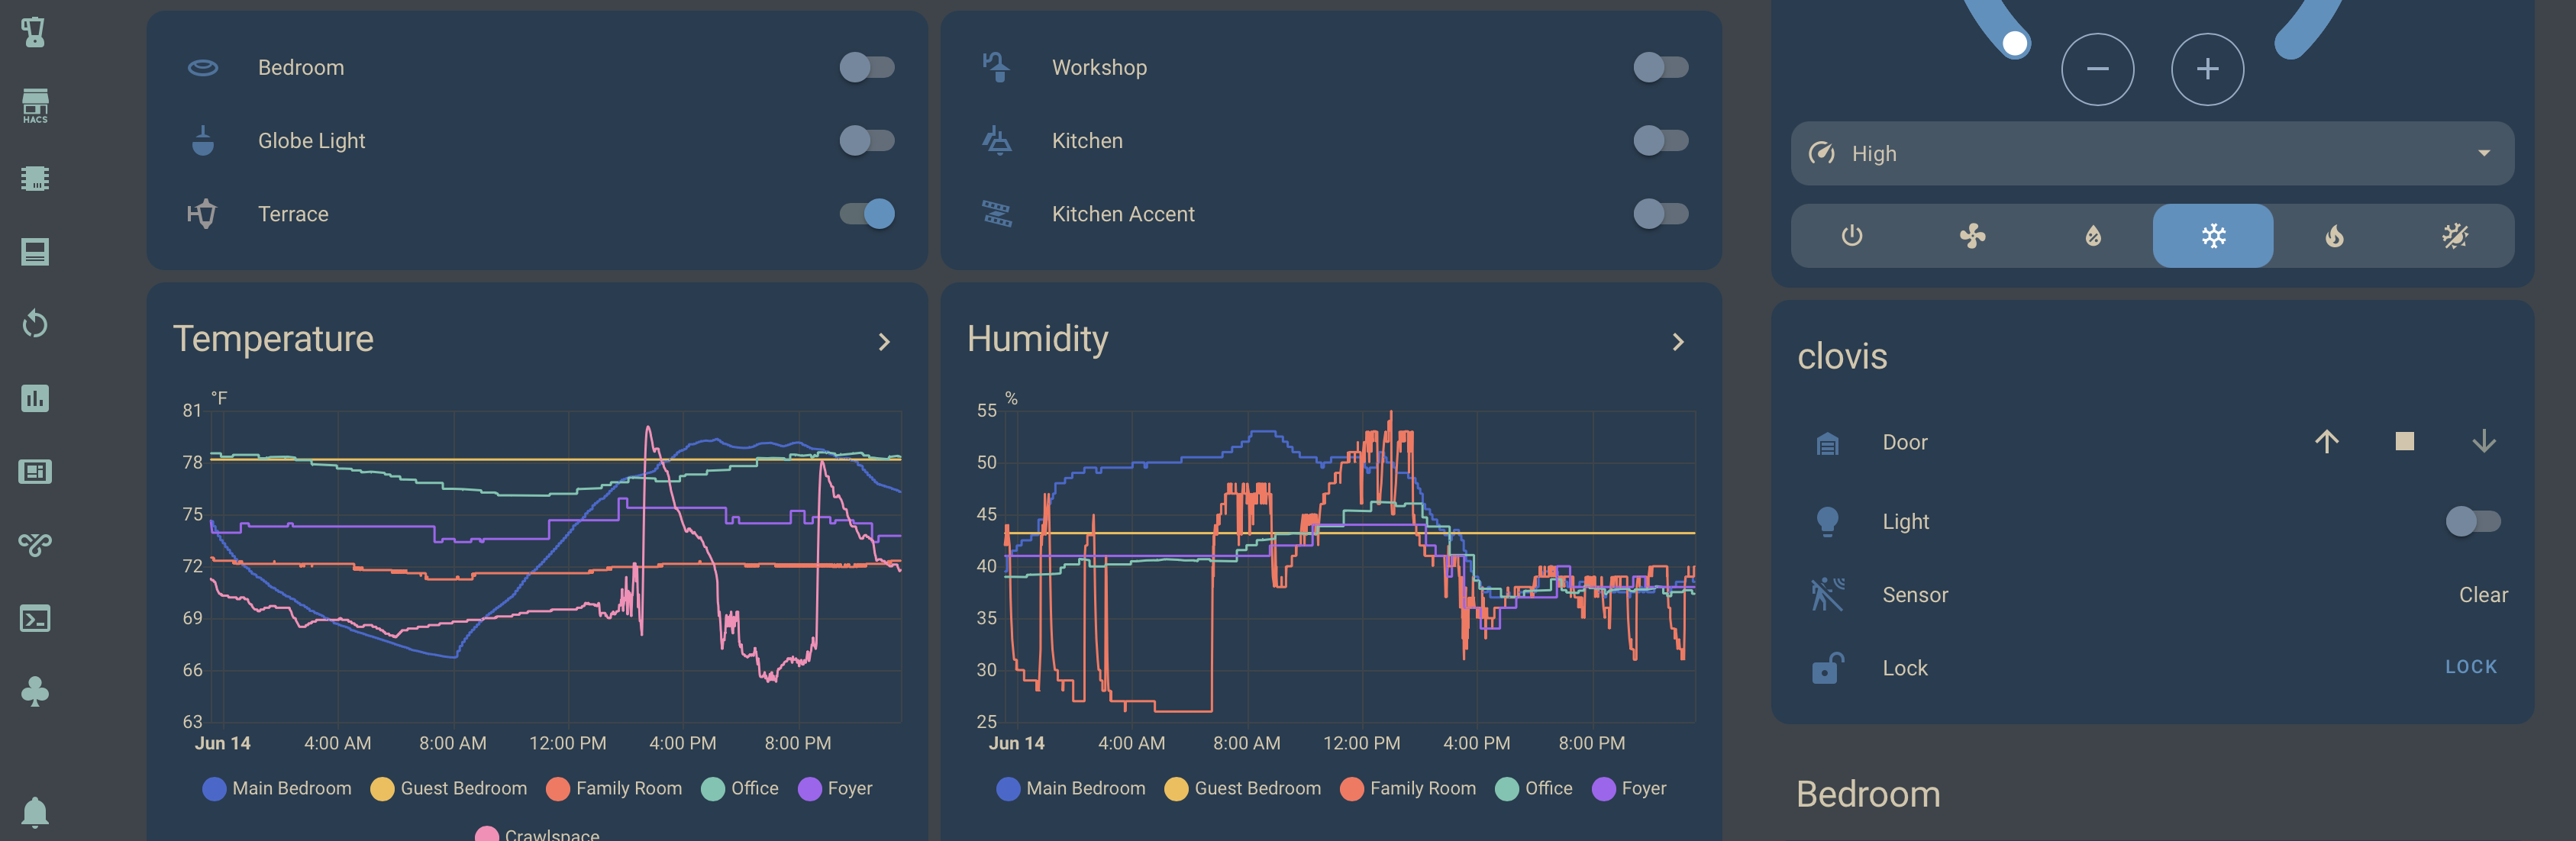 HACS
Bedroom
Globe Light
Terrace
Workshop
Kitchen
Kitchen Accent
High
Temperature
°F
81
78
75
72
69
66
63
Jun 14 4:00 AM 8:00 AM 12:00 PM 4:00 PM 8:00 PM
Main Bedroom Guest Bedroom Family Room Office Foyer
Crawlspace
Humidity
%
55
50
45
40
35
30
25
Jun 14 4:00 AM 8:00 AM 12:00 PM 4:00 PM 8:00 PM
Main Bedroom Guest Bedroom Family Room Office Foyer
clovis
Door
Light
Sensor Clear
Lock LOCK
Bedroom